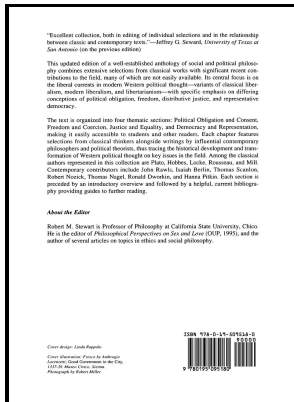 "Excellent collection, both in editing of individual selections and in the relationship
between classic and contemporary texts."—Jeffrey G. Seward, University of Texas at
San Antonio (on the previous edition)
This updated edition of a well-established anthology of social and political philoso-
phy combines extensive selections from classical works with significant recent con-
tributions to the field, many of which are not easily available. Its central focus is on
the liberal currents in modern Western political thought—variants of classical liber-
alism, modern liberalism, and libertarianism—with specific emphasis on differing
conceptions of political obligation, freedom, distributive justice, and representative
democracy.
The text is organized into four thematic sections: Political Obligation and Consent,
Freedom and Coercion, Justice and Equality, and Democracy and Representation,
making it easily accessible to students and other readers. Each chapter features
selections from classical thinkers alongside writings by influential contemporary
philosophers and political theorists, thus tracing the historical development and trans-
formation of Western political thought on key issues in the field. Among the classical
authors represented in this collection are Plato, Hobbes, Locke, Rousseau, and Mill.
Contemporary contributors include John Rawls, Isaiah Berlin, Thomas Scanlon,
Robert Nozick, Thomas Nagel, Ronald Dworkin, and Hanna Pitkin. Each section is
preceded by an introductory overview and followed by a helpful, current bibliogra-
phy providing guides to further reading.
About the Editor
Robert M. Stewart is Professor of Philosophy at California State University, Chico.
He is the editor of Philosophical Perspectives on Sex and Love (OUP, 1995), and the
author of several articles on topics in ethics and social philosophy.
Cover design: Linda Roppolo
Cover illustration: Fresco by Ambrogio
Lorenzetti, Good Government in the City,
1337-39. Museo Civico, Sienna.
Photograph by Robert Miller
ISBN 978-0-19-509518-0
90000
9 780195 095180